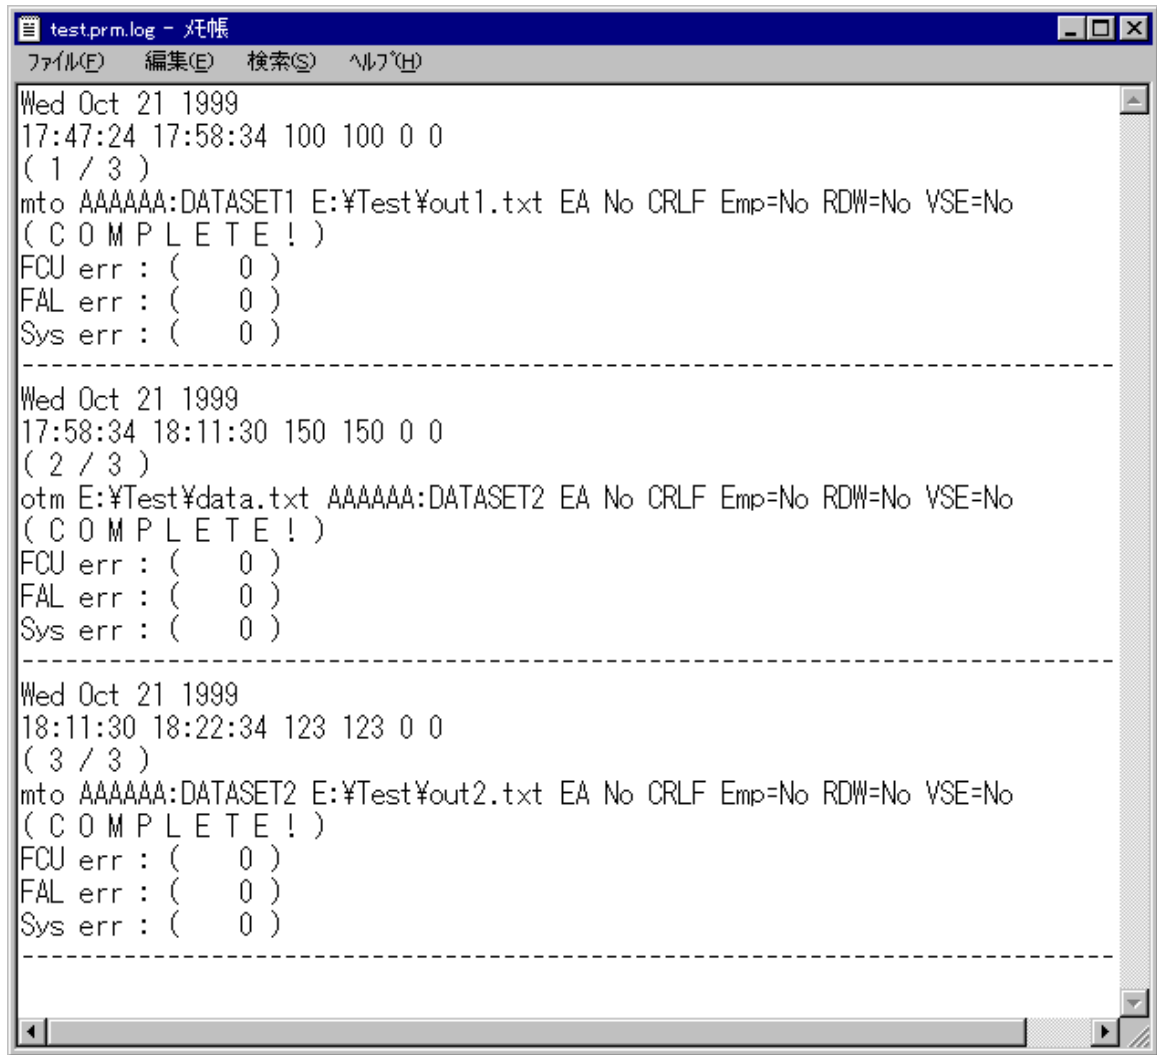 test.prm.log - ﾒﾓ帳
ﾌｧｲﾙ(F) 編集(E) 検索(S) ﾍﾙﾌﾟ(H)
Wed Oct 21 1999
17:47:24 17:58:34 100 100 0 0
( 1 / 3 )
mto AAAAAA:DATASET1 E:¥Test¥out1.txt EA No CRLF Emp=No RDW=No VSE=No
( C O M P L E T E ! )
FCU err : (    0 )
FAL err : (    0 )
Sys err : (    0 )
---------------------------------------------------------------------------
Wed Oct 21 1999
17:58:34 18:11:30 150 150 0 0
( 2 / 3 )
otm E:¥Test¥data.txt AAAAAA:DATASET2 EA No CRLF Emp=No RDW=No VSE=No
( C O M P L E T E ! )
FCU err : (    0 )
FAL err : (    0 )
Sys err : (    0 )
---------------------------------------------------------------------------
Wed Oct 21 1999
18:11:30 18:22:34 123 123 0 0
( 3 / 3 )
mto AAAAAA:DATASET2 E:¥Test¥out2.txt EA No CRLF Emp=No RDW=No VSE=No
( C O M P L E T E ! )
FCU err : (    0 )
FAL err : (    0 )
Sys err : (    0 )
---------------------------------------------------------------------------